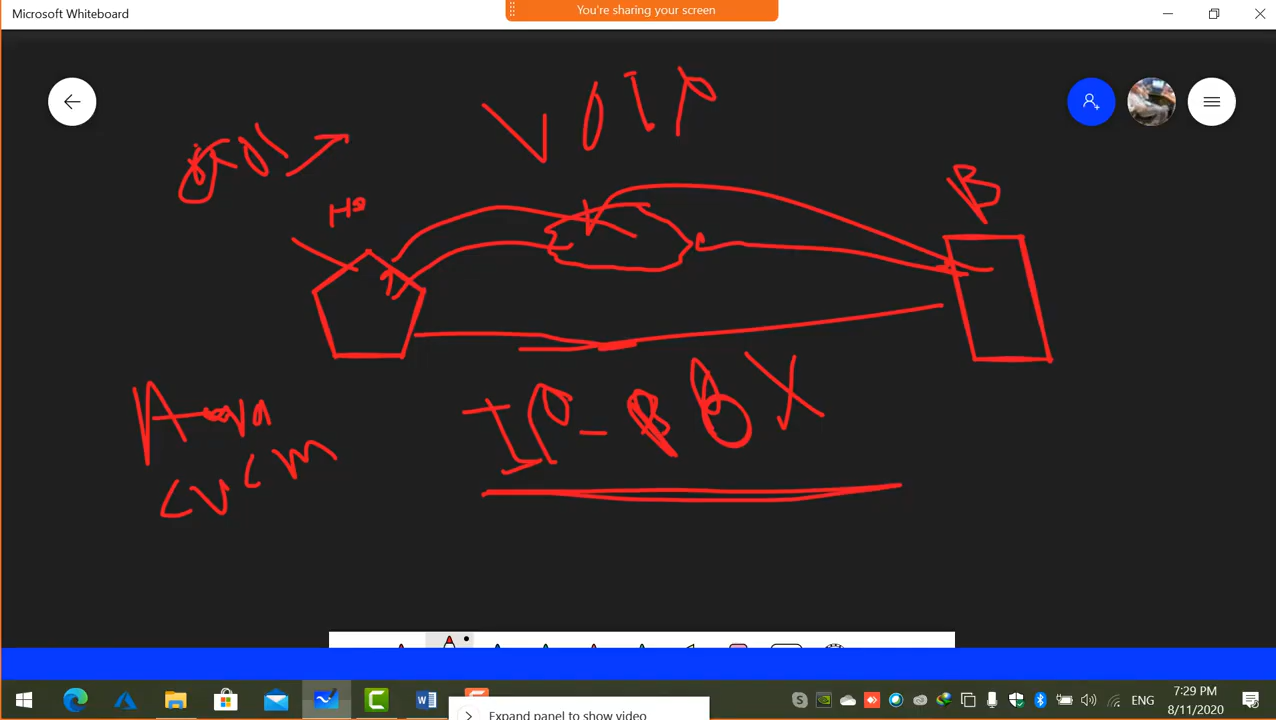 Microsoft Whiteboard
You're sharing your screen
VOIP
HQ
B
IP-PBX
Avaya
CUCM
Expand panel to show video
ENG
7:29 PM
8/11/2020